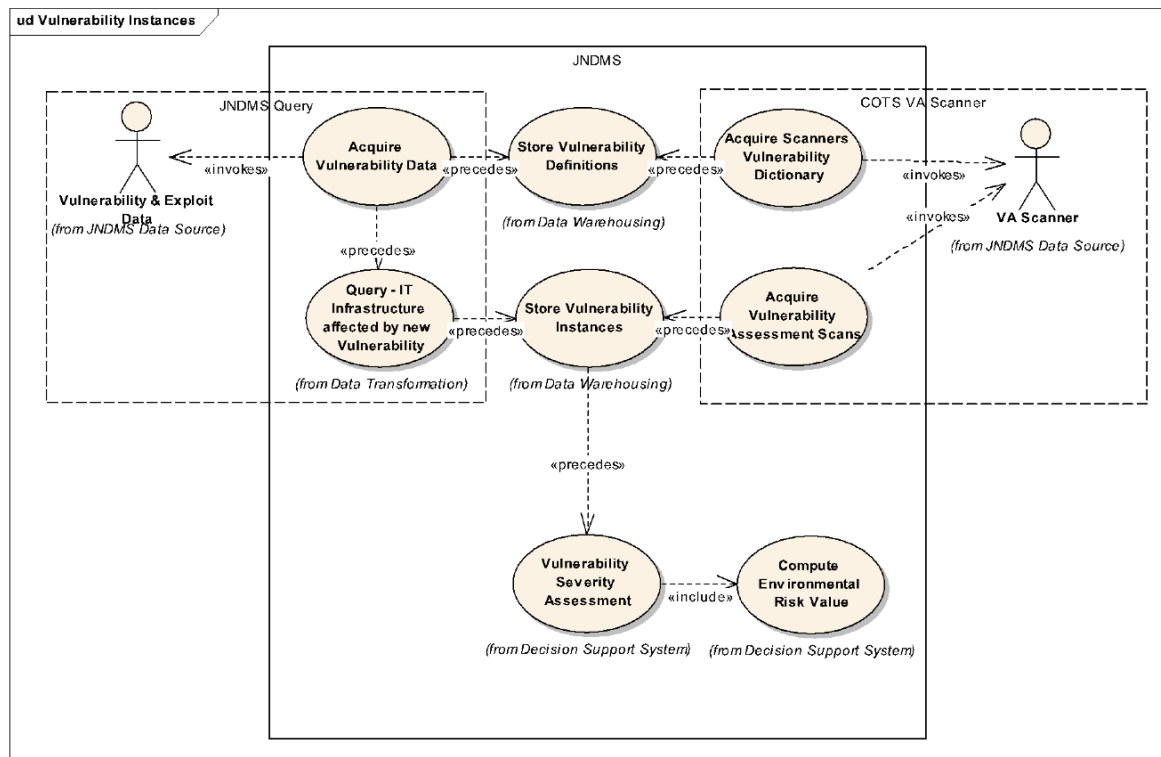 ud Vulnerability Instances
JNDMS
JNDMS Query
COTS VA Scanner
Acquire
Vulnerability Data
Store Vulnerability
Definitions
Acquire Scanners
Vulnerability
Dictionary
«invokes»
«precedes»
«precedes»
«invokes»
Vulnerability & Exploit
Data
(from JNDMS Data Source)
(from Data Warehousing)
«invokes»
VA Scanner
(from JNDMS Data Source)
«precedes»
Query - IT
Infrastructure
affected by new
Vulnerability
Store Vulnerability
Instances
Acquire
Vulnerability
Assessment Scans
«precedes»
«precedes»
(from Data Transformation)
(from Data Warehousing)
«precedes»
Vulnerability
Severity
Assessment
Compute
Environmental
Risk Value
«include»
(from Decision Support System)
(from Decision Support System)